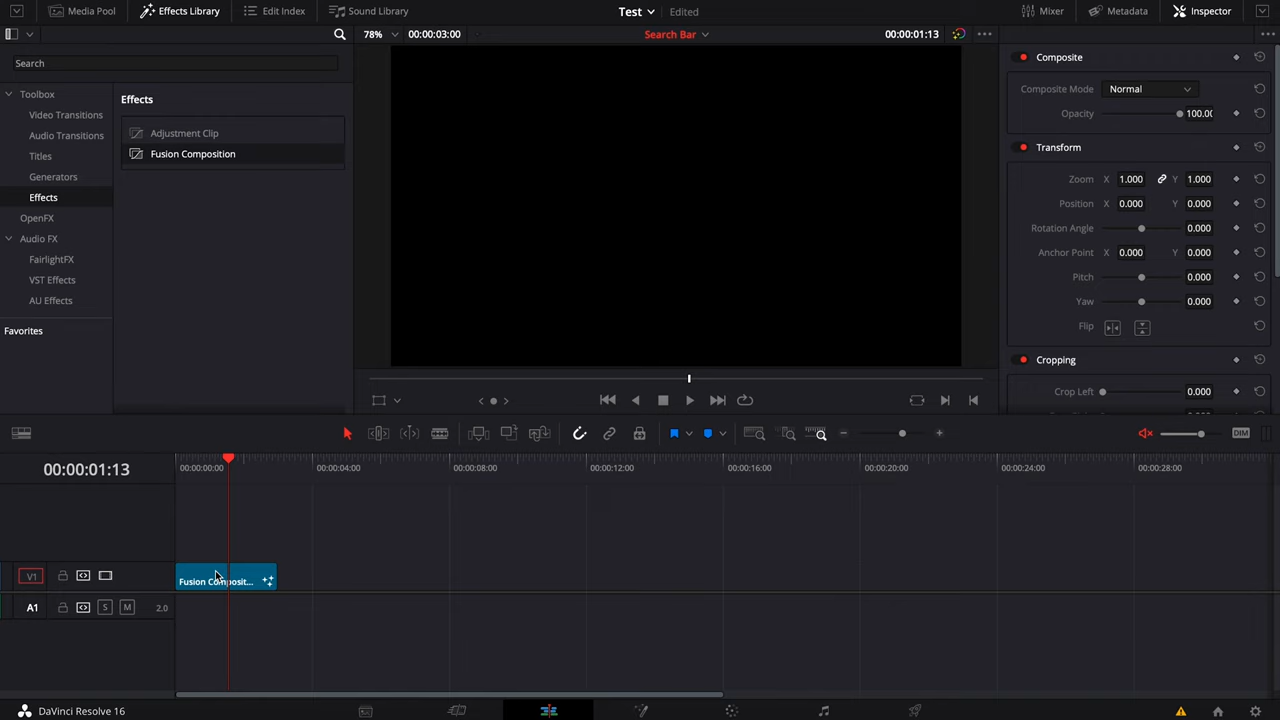 Media Pool
Effects Library
Edit Index
Sound Library
Test
Edited
Mixer
Metadata
Inspector
78%
00:00:03:00
Search Bar
00:00:01:13
Search
Toolbox
Video Transitions
Audio Transitions
Titles
Generators
Effects
OpenFX
Audio FX
FairlightFX
VST Effects
AU Effects
Favorites
Effects
Adjustment Clip
Fusion Composition
Composite
Composite Mode Normal
Opacity 100.00
Transform
Zoom X 1.000 Y 1.000
Position X 0.000 Y 0.000
Rotation Angle 0.000
Anchor Point X 0.000 Y 0.000
Pitch 0.000
Yaw 0.000
Flip
Cropping
Crop Left 0.000
DIM
00:00:01:13
00:00:00:00
00:00:04:00
00:00:08:00
00:00:12:00
00:00:16:00
00:00:20:00
00:00:24:00
00:00:28:00
V1
Fusion Composit...
A1 S M 2.0
DaVinci Resolve 16